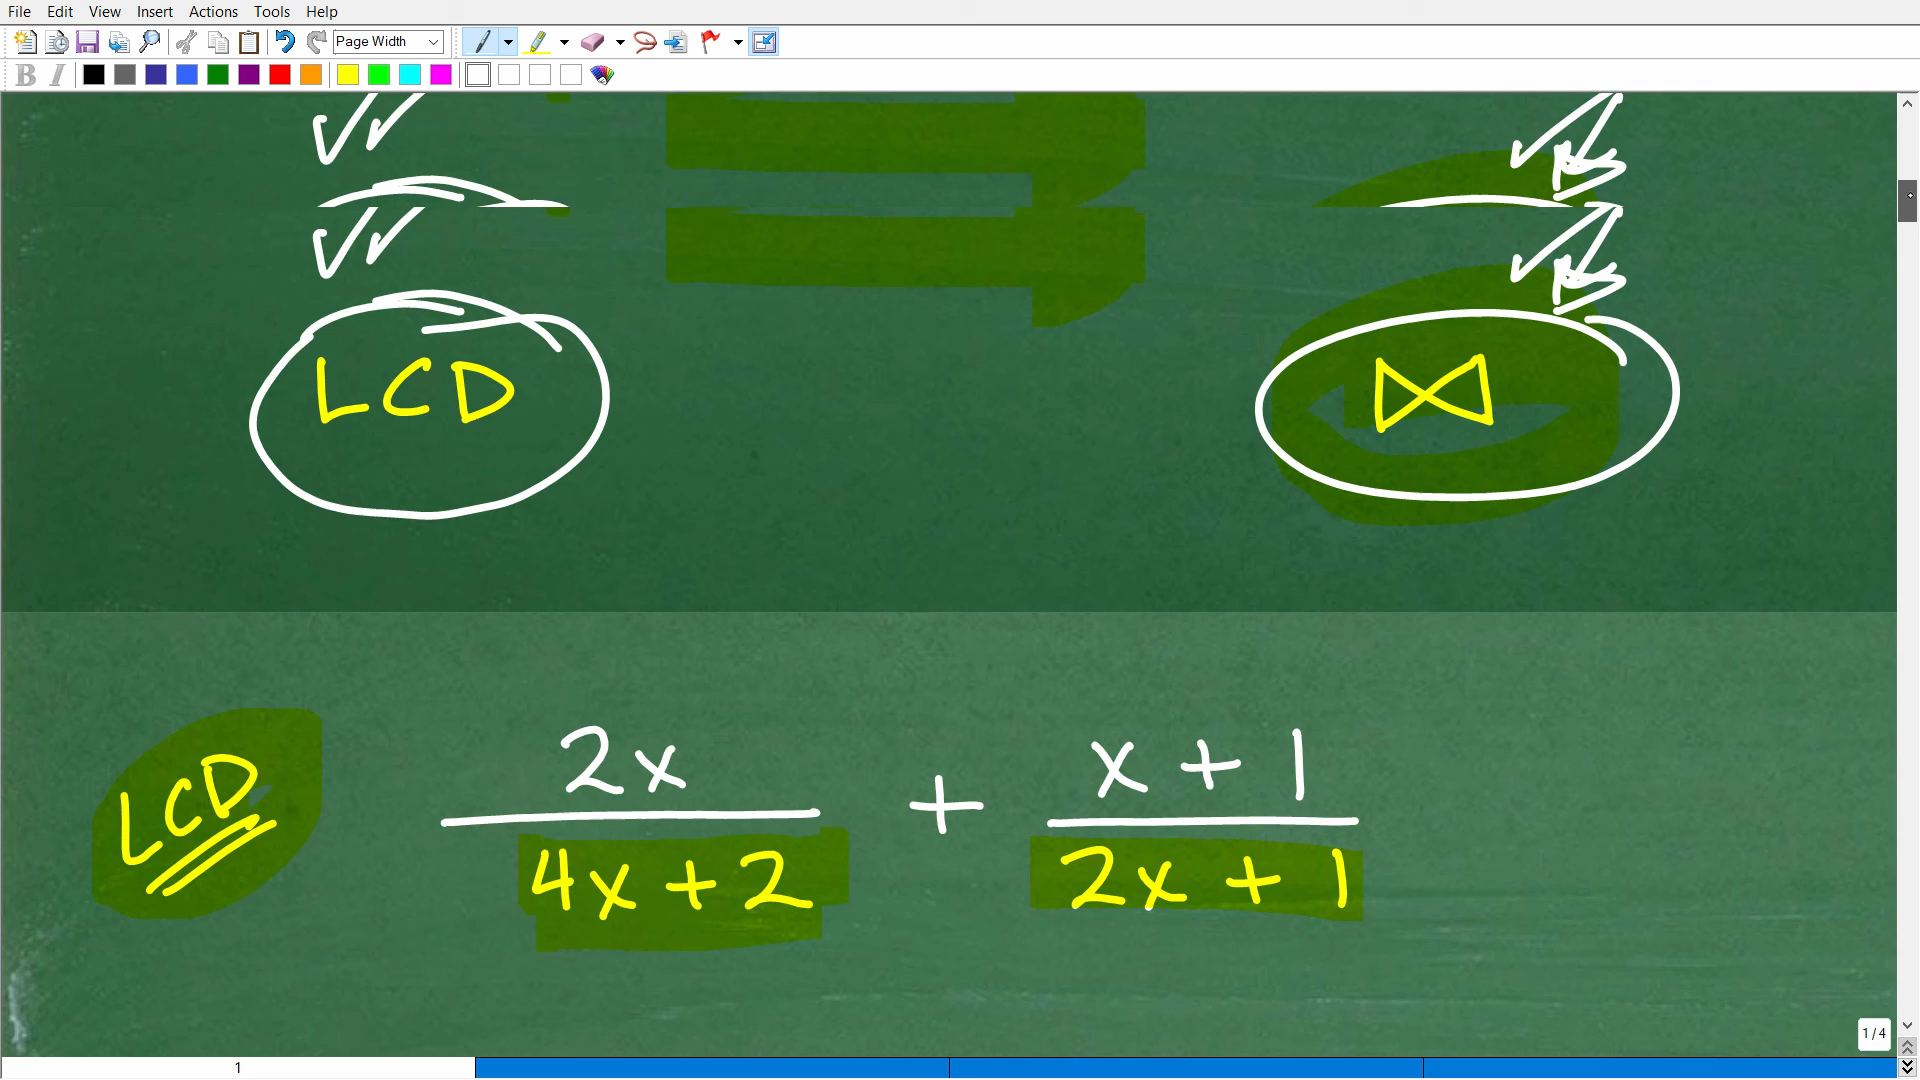 File Edit View Insert Actions Tools Help
Page Width
B I
LCD
LCD
2x
4x + 2
+
x + 1
2x + 1
1 / 4
1